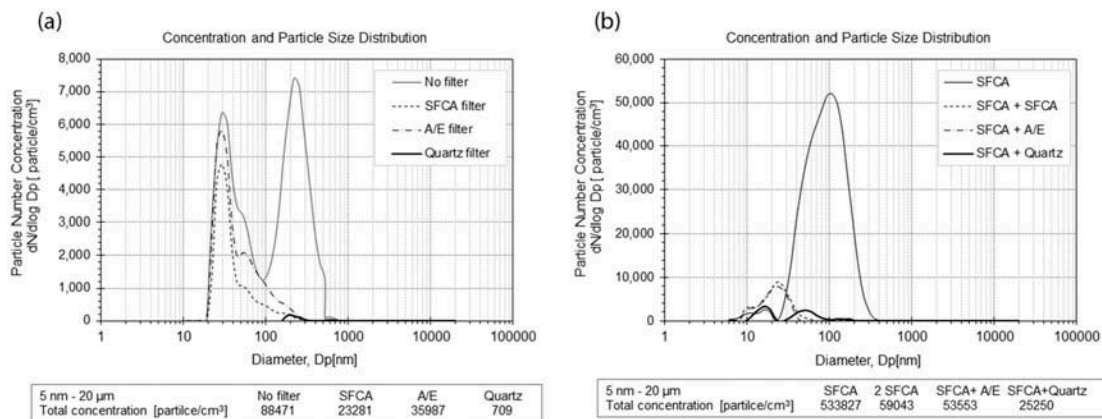 (a)
Concentration and Particle Size Distribution
Particle Number Concentration
dN/dlog Dp [ particle/cm³]
8,000
7,000
6,000
5,000
4,000
3,000
2,000
1,000
0
No filter
SFCA filter
A/E filter
Quartz filter
1 10 100 1000 10000 100000
Diameter, Dp[nm]
5 nm - 20 µm No filter SFCA A/E Quartz
Total concentration [partilce/cm³] 88471 23281 35987 709
(b)
Concentration and Particle Size Distribution
Particle Number Concentration
dN/dlog Dp [ particle/cm³]
60,000
50,000
40,000
30,000
20,000
10,000
0
SFCA
SFCA + SFCA
SFCA + A/E
SFCA + Quartz
1 10 100 1000 10000 100000
Diameter, Dp[nm]
5 nm - 20 µm SFCA 2 SFCA SFCA+ A/E SFCA+Quartz
Total concentration [partilce/cm³] 533827 59043 53553 25250